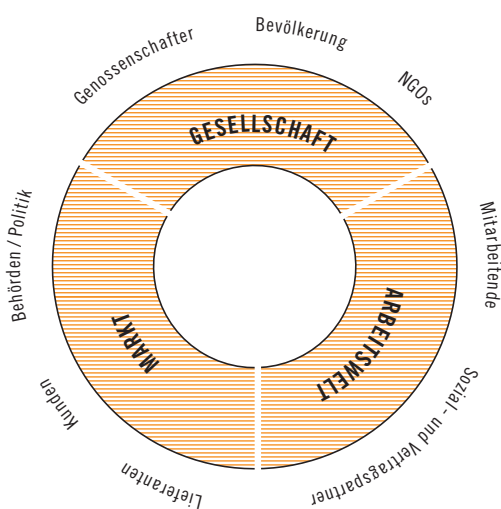 Genossenschafter
Bevölkerung
NGOs
GESELLSCHAFT
Behörden / Politik
Mitarbeitende
MARKT
ARBEITSWELT
Kunden
Sozial- und Vertragspartner
Lieferanten